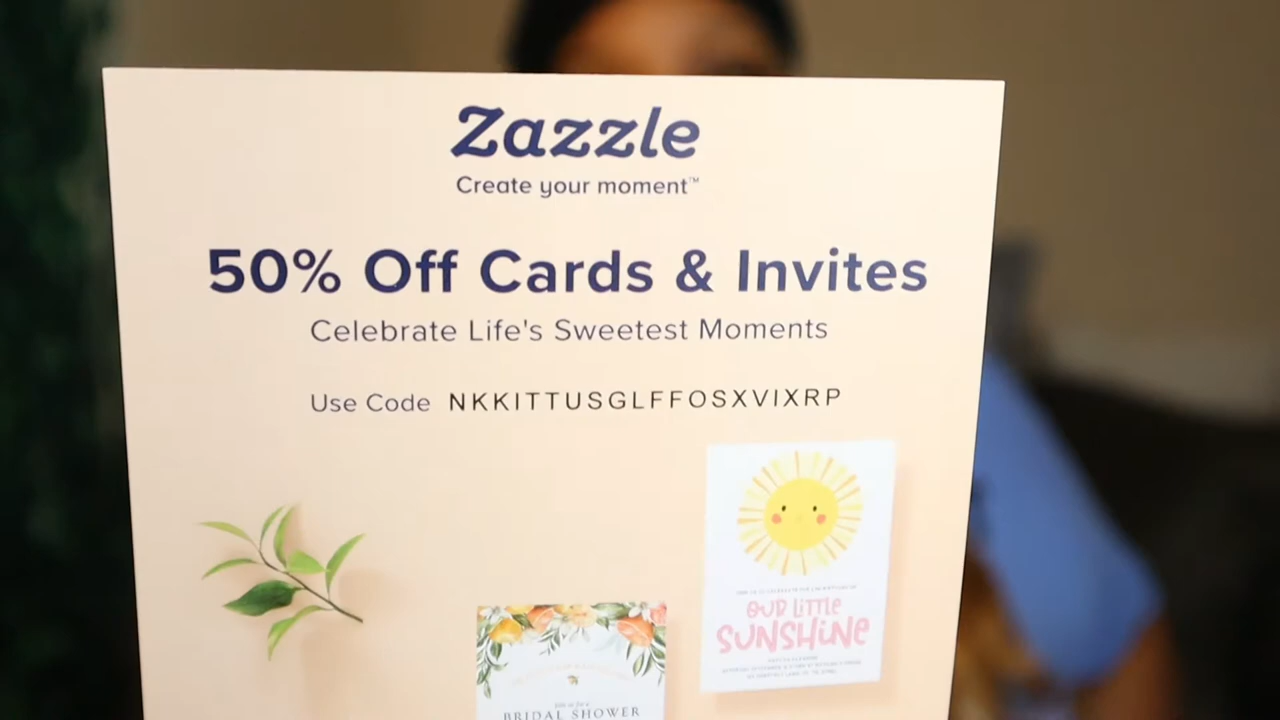 Zazzle
Create your moment™
50% Off Cards & Invites
Celebrate Life's Sweetest Moments
Use Code NKKITTUSGLFFOSXVIXRP
OUR LiTTLE
SUNSHiNE
BRIDAL SHOWER